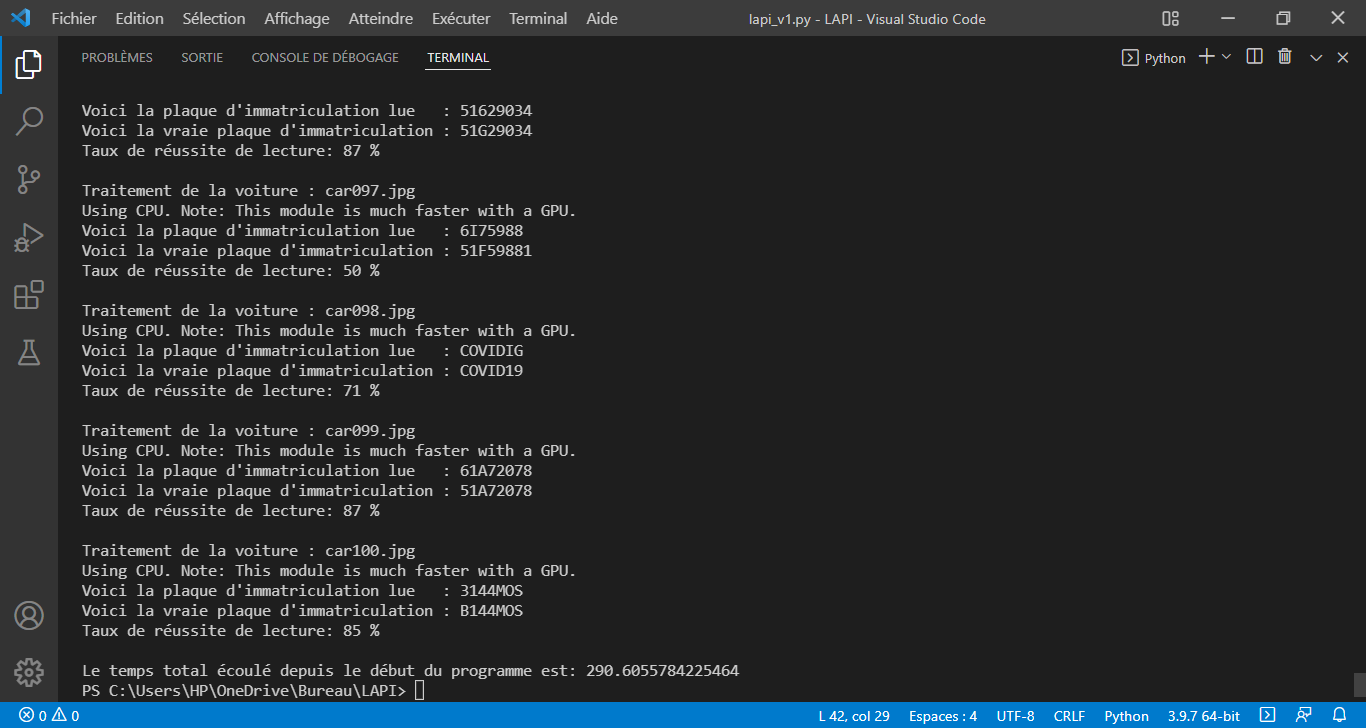 Fichier Edition Sélection Affichage Atteindre Exécuter Terminal Aide lapi_v1.py - LAPI - Visual Studio Code
PROBLÈMES SORTIE CONSOLE DE DÉBOGAGE TERMINAL Python
Voici la plaque d'immatriculation lue : 51629034
Voici la vraie plaque d'immatriculation : 51G29034
Taux de réussite de lecture: 87 %
Traitement de la voiture : car097.jpg
Using CPU. Note: This module is much faster with a GPU.
Voici la plaque d'immatriculation lue : 6I75988
Voici la vraie plaque d'immatriculation : 51F59881
Taux de réussite de lecture: 50 %
Traitement de la voiture : car098.jpg
Using CPU. Note: This module is much faster with a GPU.
Voici la plaque d'immatriculation lue : COVIDIG
Voici la vraie plaque d'immatriculation : COVID19
Taux de réussite de lecture: 71 %
Traitement de la voiture : car099.jpg
Using CPU. Note: This module is much faster with a GPU.
Voici la plaque d'immatriculation lue : 61A72078
Voici la vraie plaque d'immatriculation : 51A72078
Taux de réussite de lecture: 87 %
Traitement de la voiture : car100.jpg
Using CPU. Note: This module is much faster with a GPU.
Voici la plaque d'immatriculation lue : 3144MOS
Voici la vraie plaque d'immatriculation : B144MOS
Taux de réussite de lecture: 85 %
Le temps total écoulé depuis le début du programme est: 290.6055784225464
PS C:\Users\HP\OneDrive\Bureau\LAPI>
0 0 L 42, col 29 Espaces : 4 UTF-8 CRLF Python 3.9.7 64-bit